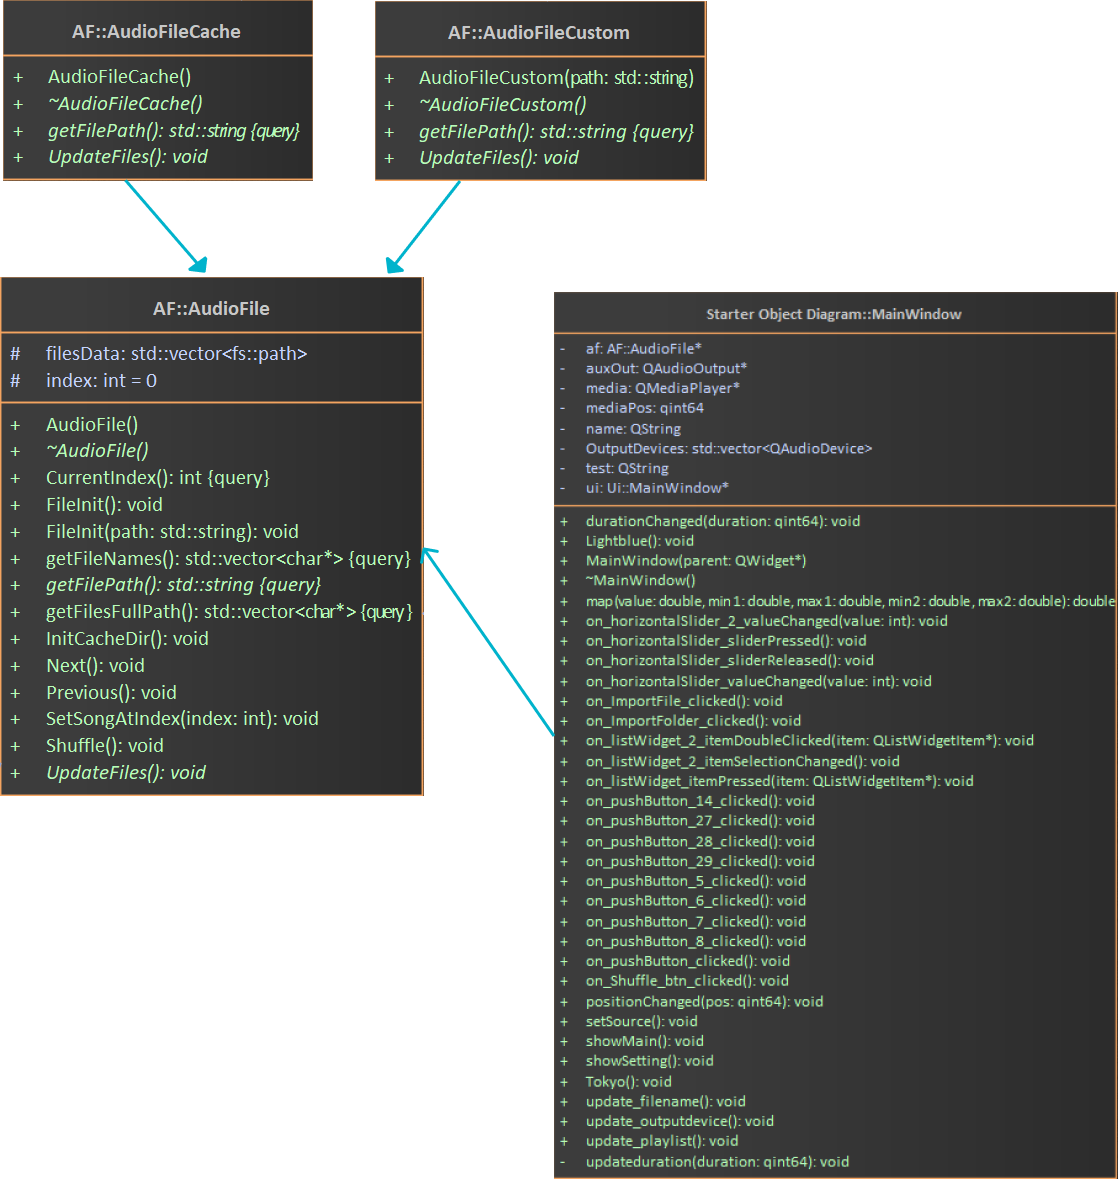 AF::AudioFileCache
+ AudioFileCache()
+ ~AudioFileCache()
+ getFilePath(): std::string {query}
+ UpdateFiles(): void
AF::AudioFileCustom
+ AudioFileCustom(path: std::string)
+ ~AudioFileCustom()
+ getFilePath(): std::string {query}
+ UpdateFiles(): void
AF::AudioFile
# filesData: std::vector<fs::path>
# index: int = 0
+ AudioFile()
+ ~AudioFile()
+ CurrentIndex(): int {query}
+ FileInit(): void
+ FileInit(path: std::string): void
+ getFileNames(): std::vector<char*> {query}
+ getFilePath(): std::string {query}
+ getFilesFullPath(): std::vector<char*> {query}
+ InitCacheDir(): void
+ Next(): void
+ Previous(): void
+ SetSongAtIndex(index: int): void
+ Shuffle(): void
+ UpdateFiles(): void
Starter Object Diagram::MainWindow
- af: AF::AudioFile*
- auxOut: QAudioOutput*
- media: QMediaPlayer*
- mediaPos: qint64
- name: QString
- OutputDevices: std::vector<QAudioDevice>
- test: QString
- ui: Ui::MainWindow*
+ durationChanged(duration: qint64): void
+ Lightblue(): void
+ MainWindow(parent: QWidget*)
+ ~MainWindow()
+ map(value: double, min1: double, max1: double, min2: double, max2: double): double
+ on_horizontalSlider_2_valueChanged(value: int): void
+ on_horizontalSlider_sliderPressed(): void
+ on_horizontalSlider_sliderReleased(): void
+ on_horizontalSlider_valueChanged(value: int): void
+ on_ImportFile_clicked(): void
+ on_ImportFolder_clicked(): void
+ on_listWidget_2_itemDoubleClicked(item: QListWidgetItem*): void
+ on_listWidget_2_itemSelectionChanged(): void
+ on_listWidget_itemPressed(item: QListWidgetItem*): void
+ on_pushButton_14_clicked(): void
+ on_pushButton_27_clicked(): void
+ on_pushButton_28_clicked(): void
+ on_pushButton_29_clicked(): void
+ on_pushButton_5_clicked(): void
+ on_pushButton_6_clicked(): void
+ on_pushButton_7_clicked(): void
+ on_pushButton_8_clicked(): void
+ on_pushButton_clicked(): void
+ on_Shuffle_btn_clicked(): void
+ positionChanged(pos: qint64): void
+ setSource(): void
+ showMain(): void
+ showSetting(): void
+ Tokyo(): void
+ update_filename(): void
+ update_outputdevice(): void
+ update_playlist(): void
- updateduration(duration: qint64): void